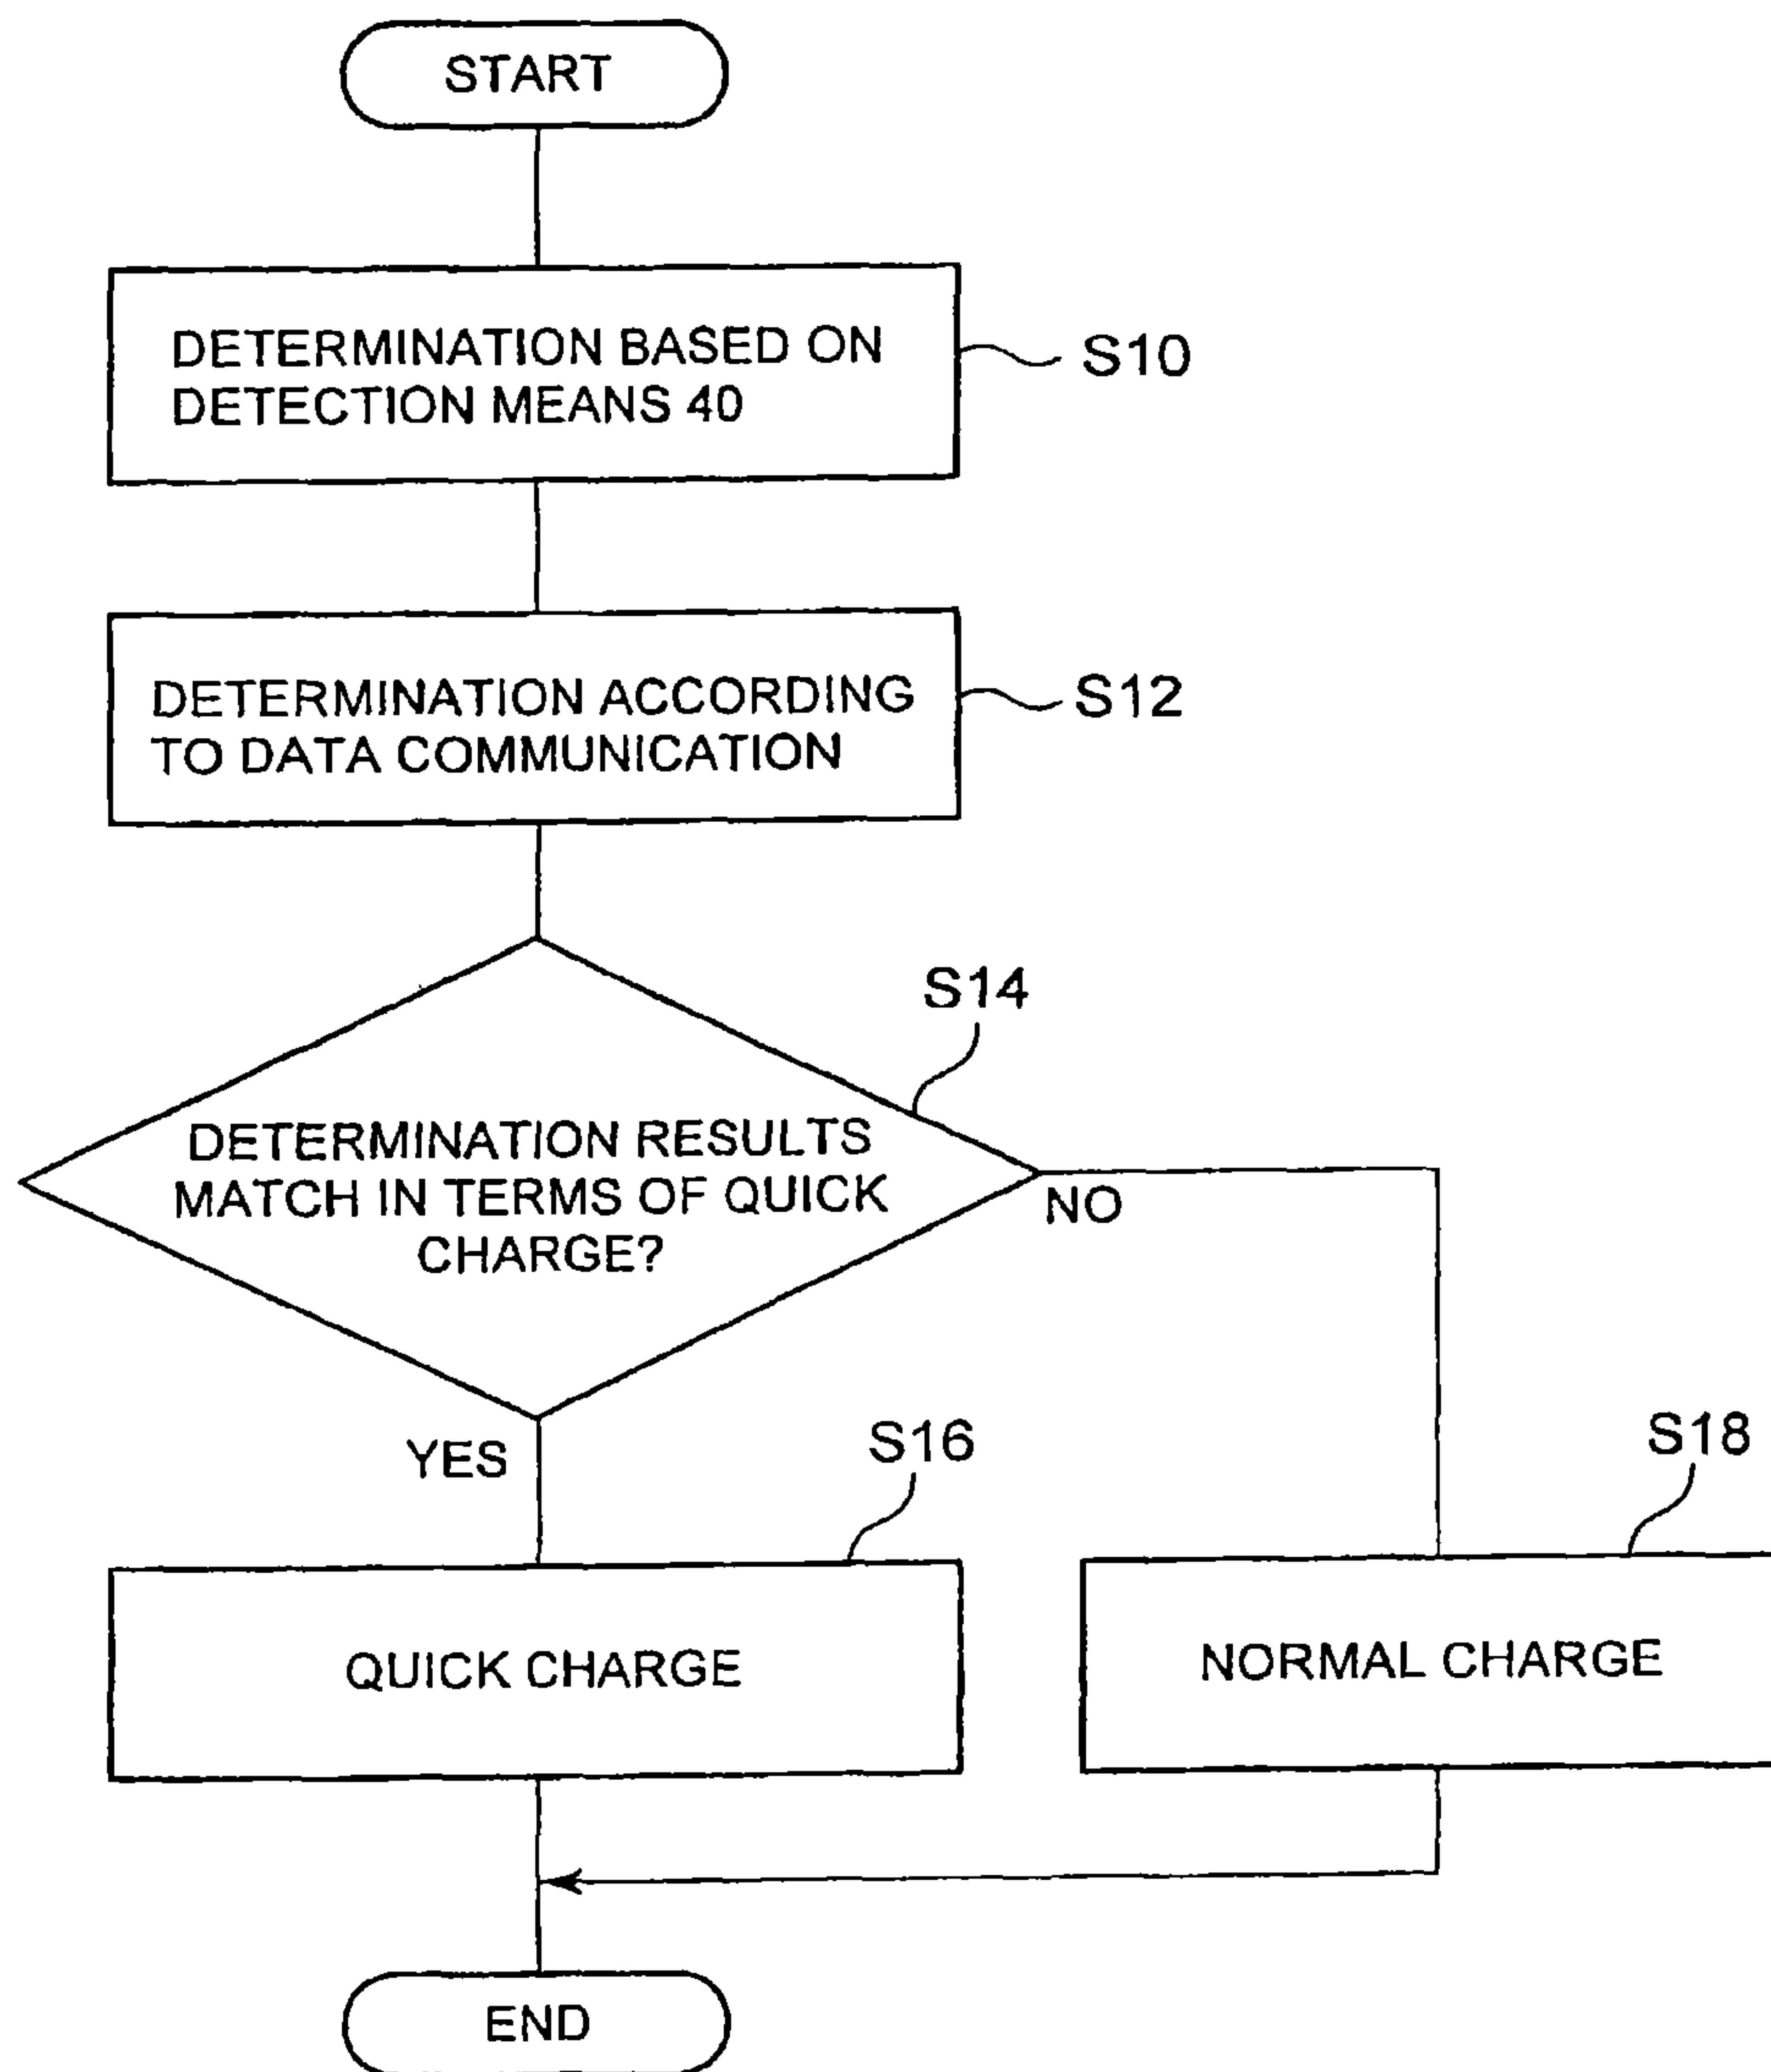 START
DETERMINATION BASED ON
DETECTION MEANS 40
S10
DETERMINATION ACCORDING
TO DATA COMMUNICATION
S12
S14
DETERMINATION RESULTS
MATCH IN TERMS OF QUICK
CHARGE?
NO
YES
S16
S18
QUICK CHARGE
NORMAL CHARGE
END